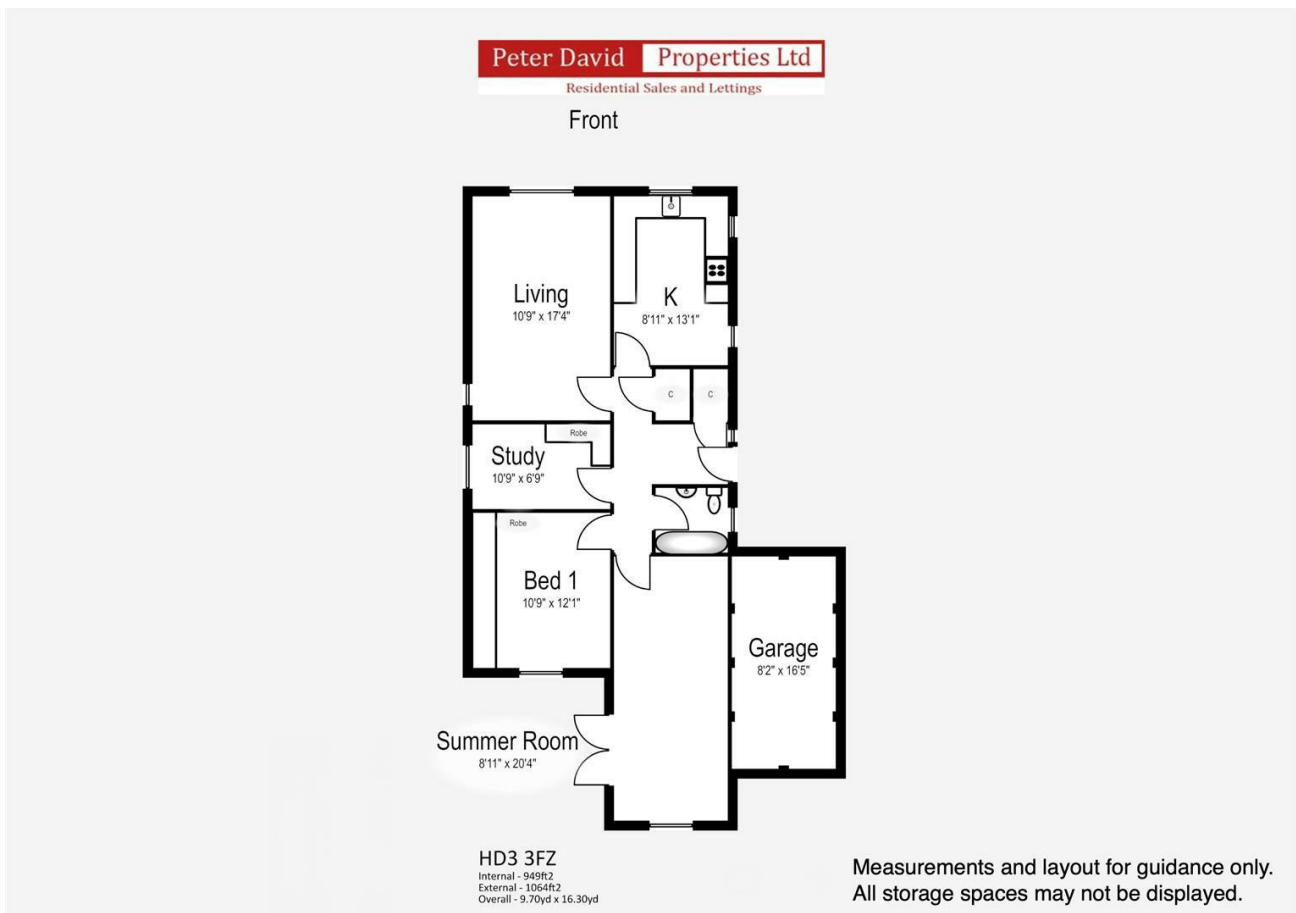 Peter David Properties Ltd
Residential Sales and Lettings
Front
Living
10'9" x 17'4"
K
8'11" x 13'1"
C
C
Robe
Study
10'9" x 6'9"
Robe
Bed 1
10'9" x 12'1"
Garage
8'2" x 16'5"
Summer Room
8'11" x 20'4"
HD3 3FZ
Internal - 949ft2
External - 1064ft2
Overall - 9.70yd x 16.30yd
Measurements and layout for guidance only.
All storage spaces may not be displayed.